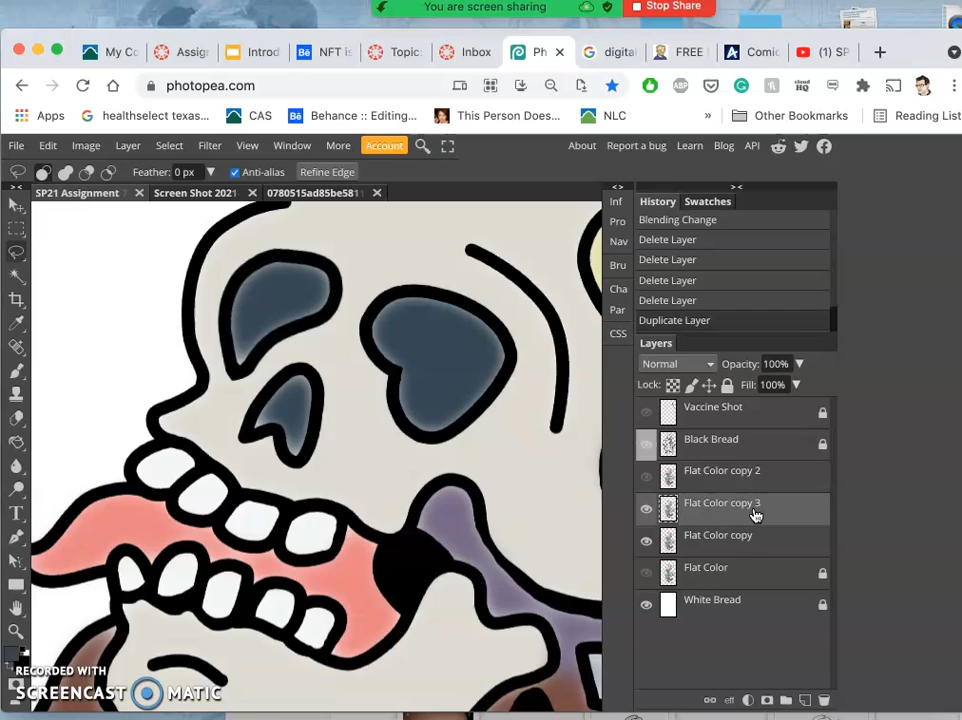 You are screen sharing
Stop Share
My Co
Assig
Introd
NFT is
Topic:
Inbox
Ph
digital
FREE
Comic
(1) SP
photopea.com
Apps
healthselect texas...
CAS
Behance :: Editing...
This Person Does...
NLC
»
Other Bookmarks
Reading List
File Edit Image Layer Select Filter View Window More Account
About Report a bug Learn Blog API
Feather: 0 px Anti-alias Refine Edge
SP21 Assignment
Screen Shot 2021
0780515ad85be581
Inf
Pro
Nav
Bru
Cha
Par
CSS
History Swatches
Blending Change
Delete Layer
Delete Layer
Delete Layer
Delete Layer
Duplicate Layer
Layers
Normal Opacity: 100%
Lock: Fill: 100%
Vaccine Shot
Black Bread
Flat Color copy 2
Flat Color copy 3
Flat Color copy
Flat Color
White Bread
eff
RECORDED WITH
SCREENCAST MATIC